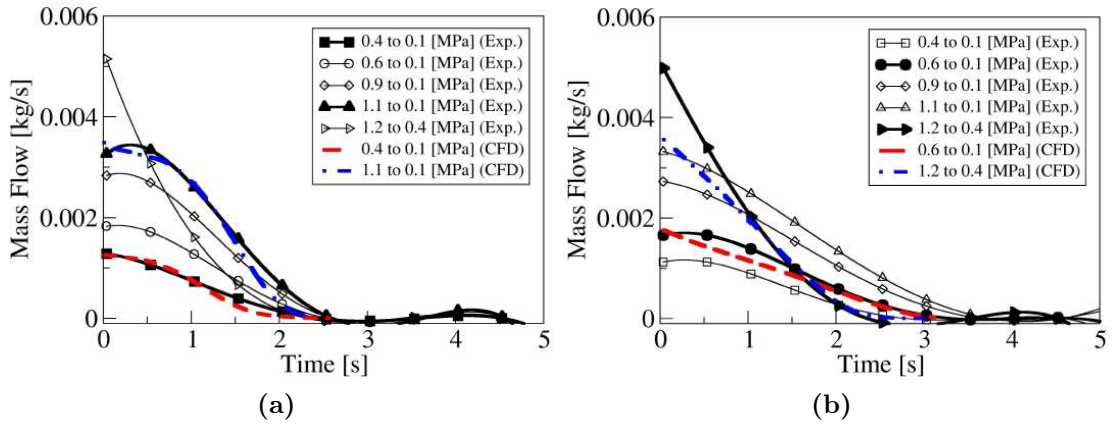 0.006
0.004
0.002
0
Mass Flow [kg/s]
0.4 to 0.1 [MPa] (Exp.)
0.6 to 0.1 [MPa] (Exp.)
0.9 to 0.1 [MPa] (Exp.)
1.1 to 0.1 [MPa] (Exp.)
1.2 to 0.4 [MPa] (Exp.)
0.4 to 0.1 [MPa] (CFD)
1.1 to 0.1 [MPa] (CFD)
0 1 2 3 4 5
Time [s]
(a)
0.006
0.004
0.002
0
Mass Flow [kg/s]
0.4 to 0.1 [MPa] (Exp.)
0.6 to 0.1 [MPa] (Exp.)
0.9 to 0.1 [MPa] (Exp.)
1.1 to 0.1 [MPa] (Exp.)
1.2 to 0.4 [MPa] (Exp.)
0.6 to 0.1 [MPa] (CFD)
1.2 to 0.4 [MPa] (CFD)
0 1 2 3 4 5
Time [s]
(b)